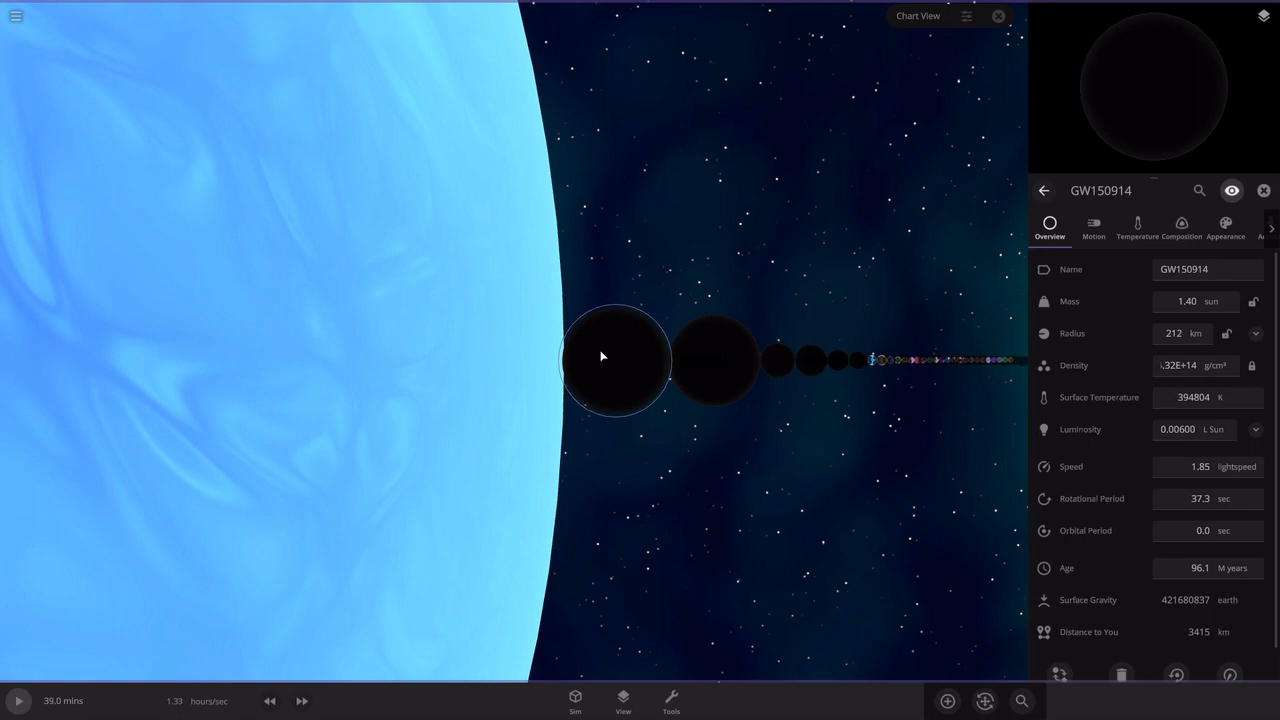 Chart View
GW150914
Overview
Motion
Temperature
Composition
Appearance
Name
GW150914
Mass
1.40 sun
Radius
212 km
Density
.32E+14 g/cm³
Surface Temperature
394804 K
Luminosity
0.00600 L Sun
Speed
1.85 lightspeed
Rotational Period
37.3 sec
Orbital Period
0.0 sec
Age
96.1 M years
Surface Gravity
421680837 earth
Distance to You
3415 km
39.0 mins
1.33 hours/sec
Sim
View
Tools